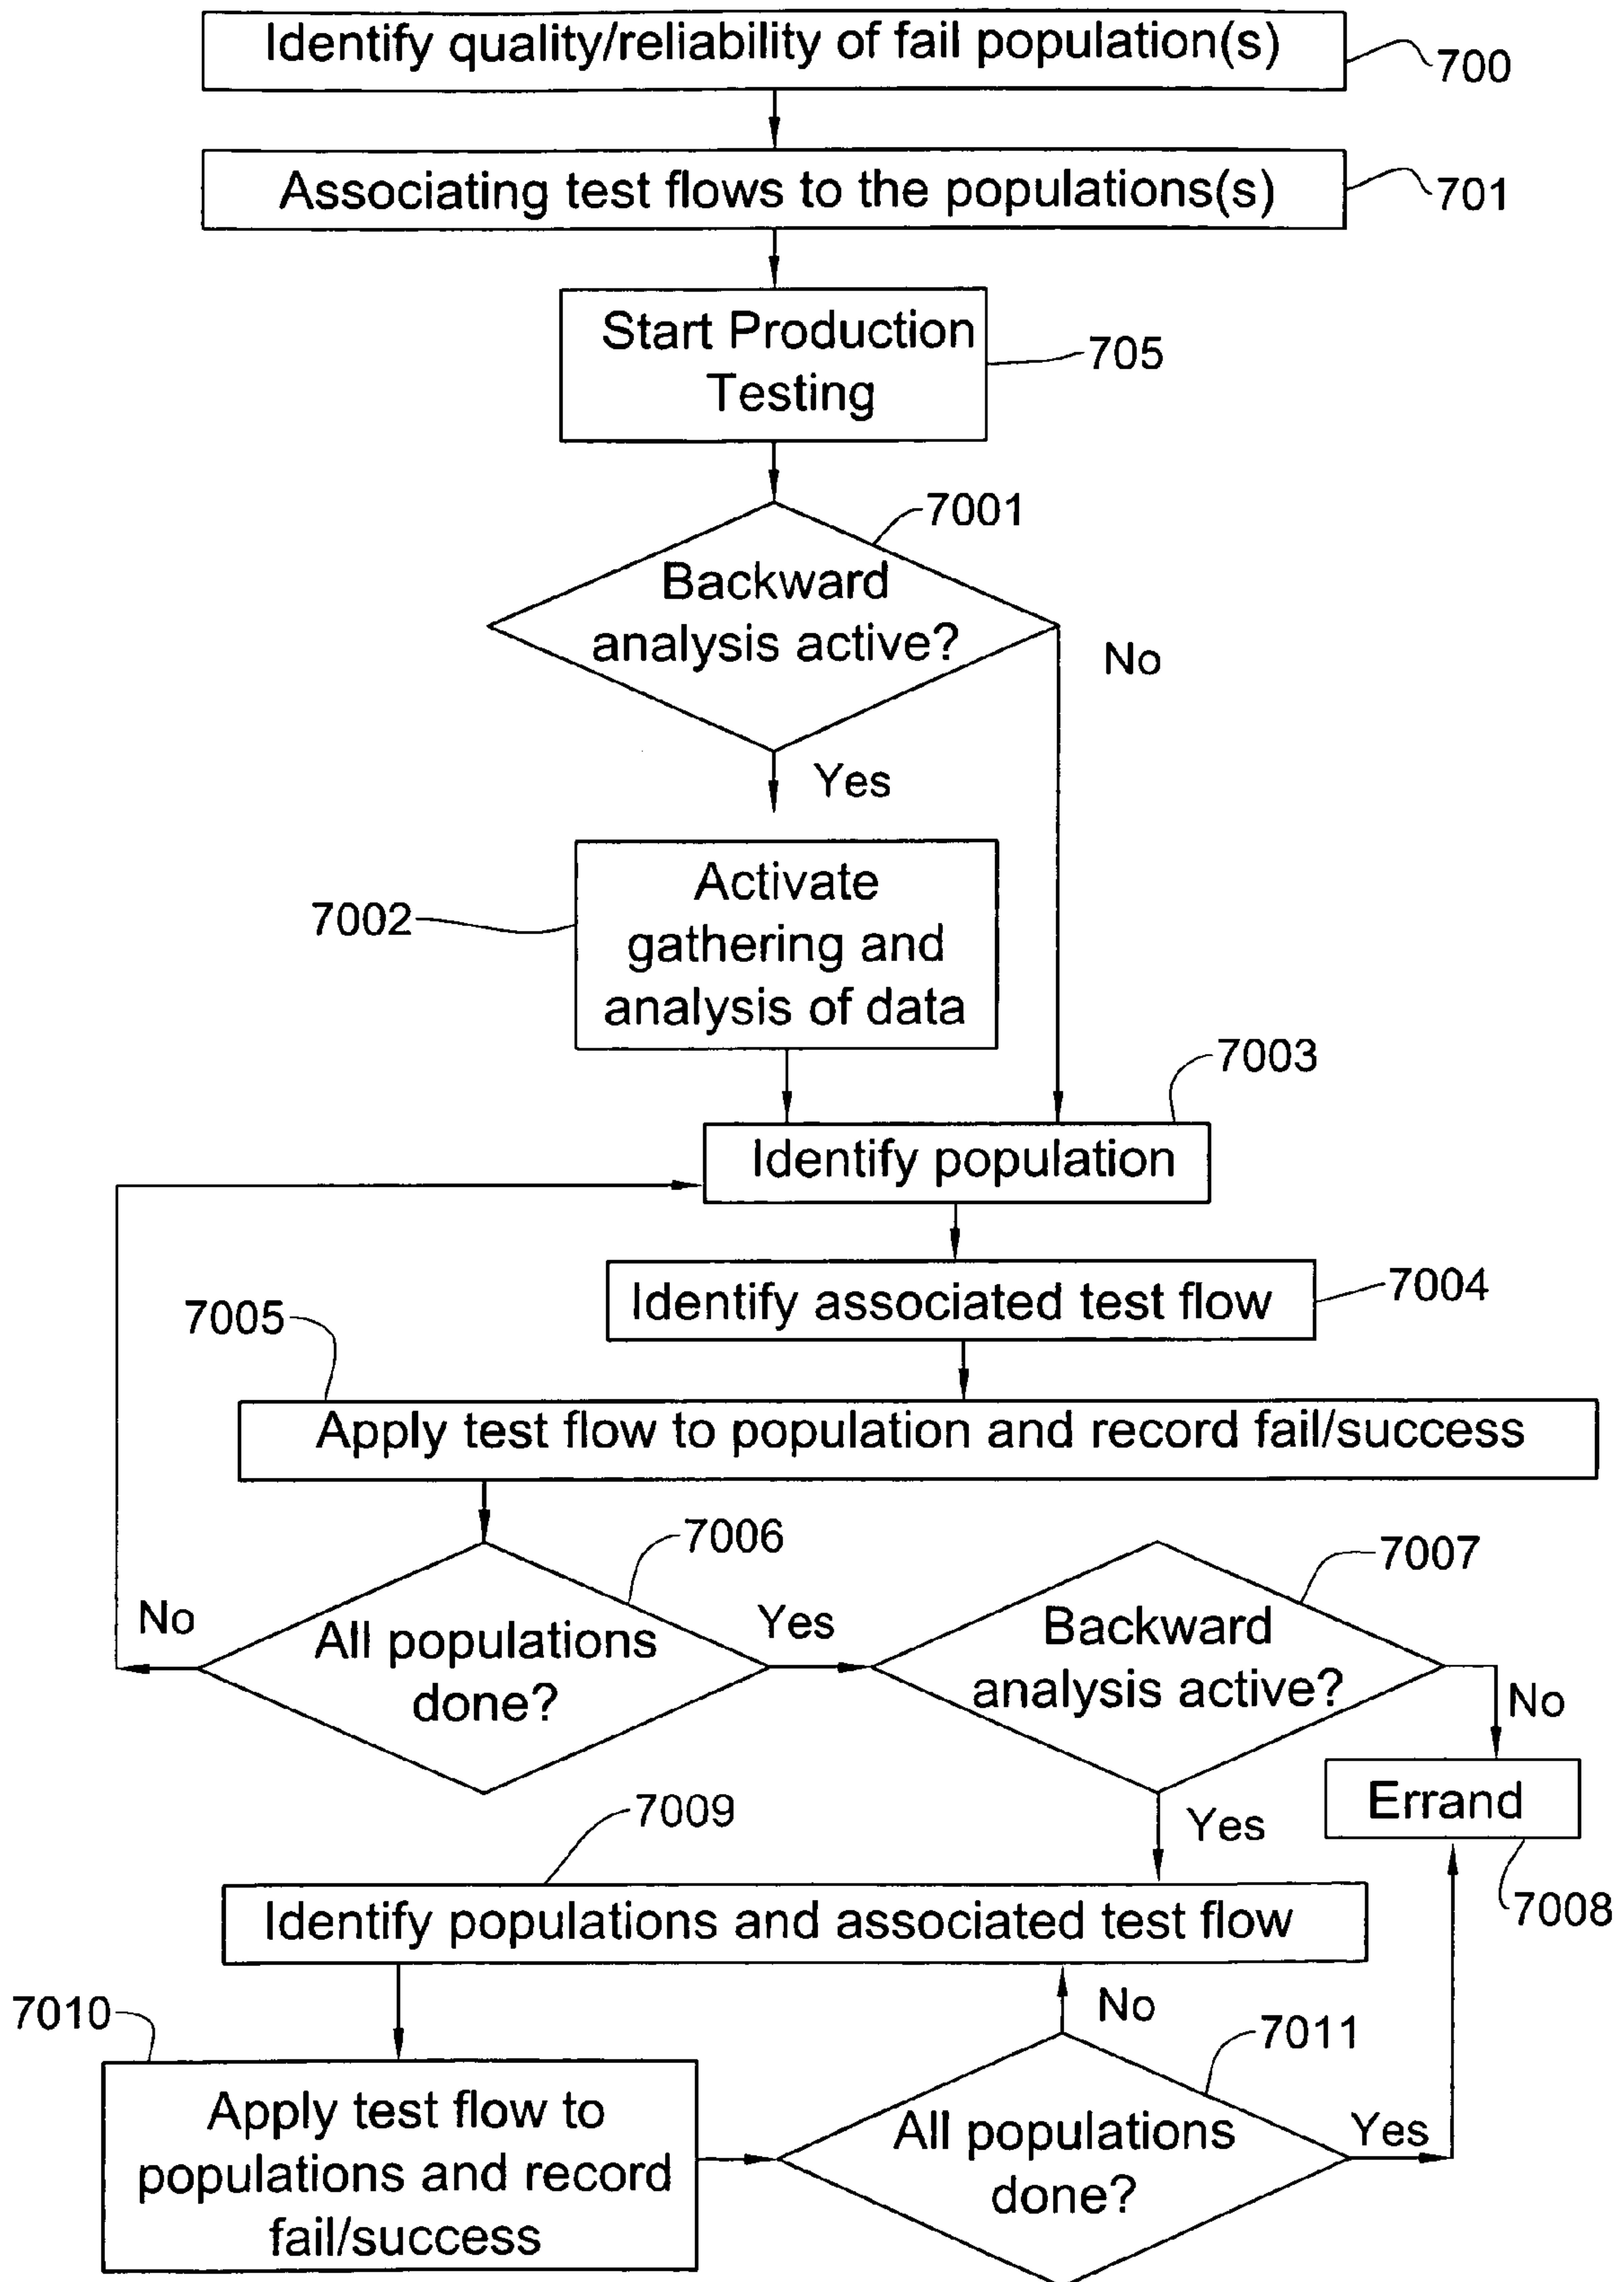 Identify quality/reliability of fail population(s)
700
Associating test flows to the populations(s)
701
Start Production
Testing
705
7001
Backward
analysis active?
No
Yes
Activate
gathering and
analysis of data
7002
7003
Identify population
Identify associated test flow
7004
7005
Apply test flow to population and record fail/success
7006
7007
No
All populations
done?
Yes
Backward
analysis active?
No
Errand
7008
Yes
7009
Identify populations and associated test flow
7010
No
7011
Apply test flow to
populations and record
fail/success
All populations
done?
Yes